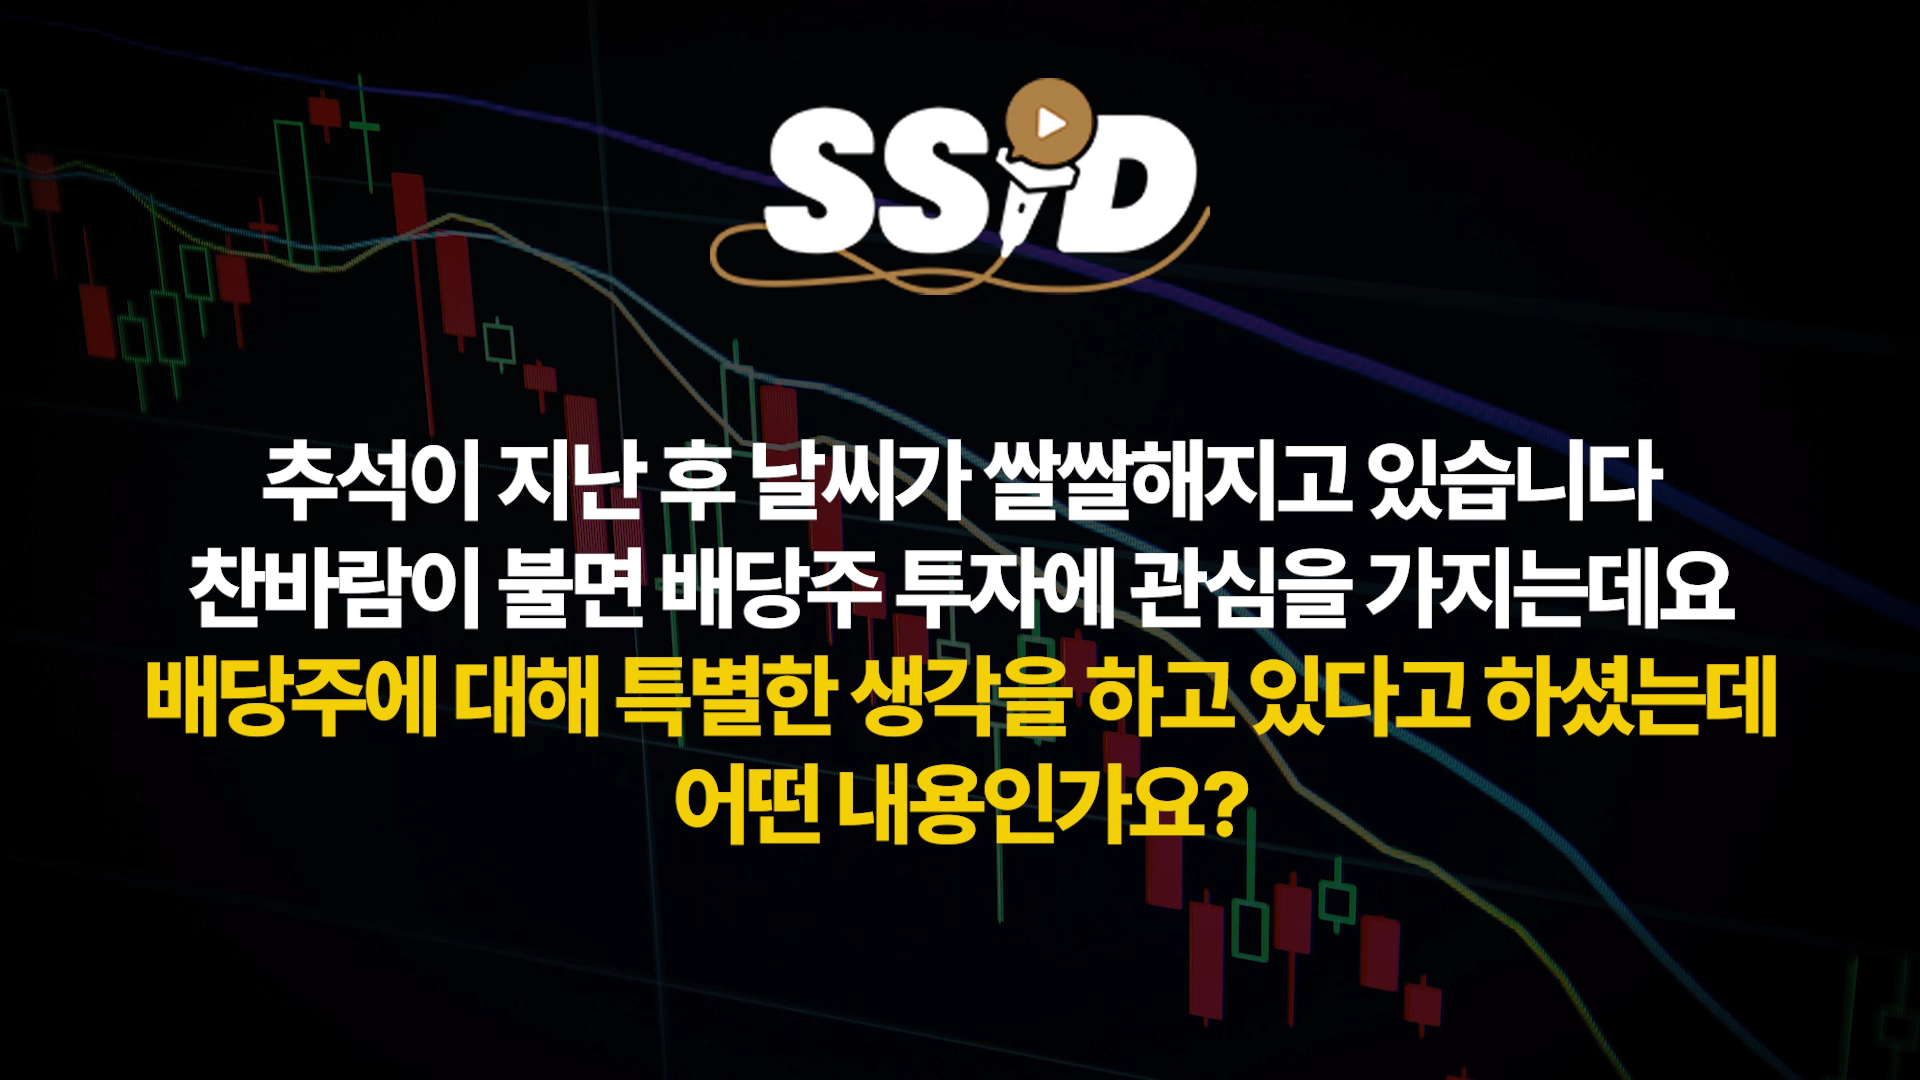 SSiD
추석이 지난 후 날씨가 쌀쌀해지고 있습니다
찬바람이 불면 배당주 투자에 관심을 가지는데요
배당주에 대해 특별한 생각을 하고 있다고 하셨는데
어떤 내용인가요?